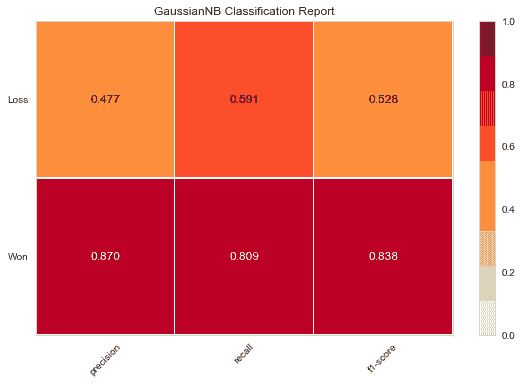 GaussianNB Classification Report
1.0
Loss
0.477
0.591
0.528
0.8
0.6
0.4
Won
0.870
0.809
0.838
0.2
0.0
precision
recall
f1-score